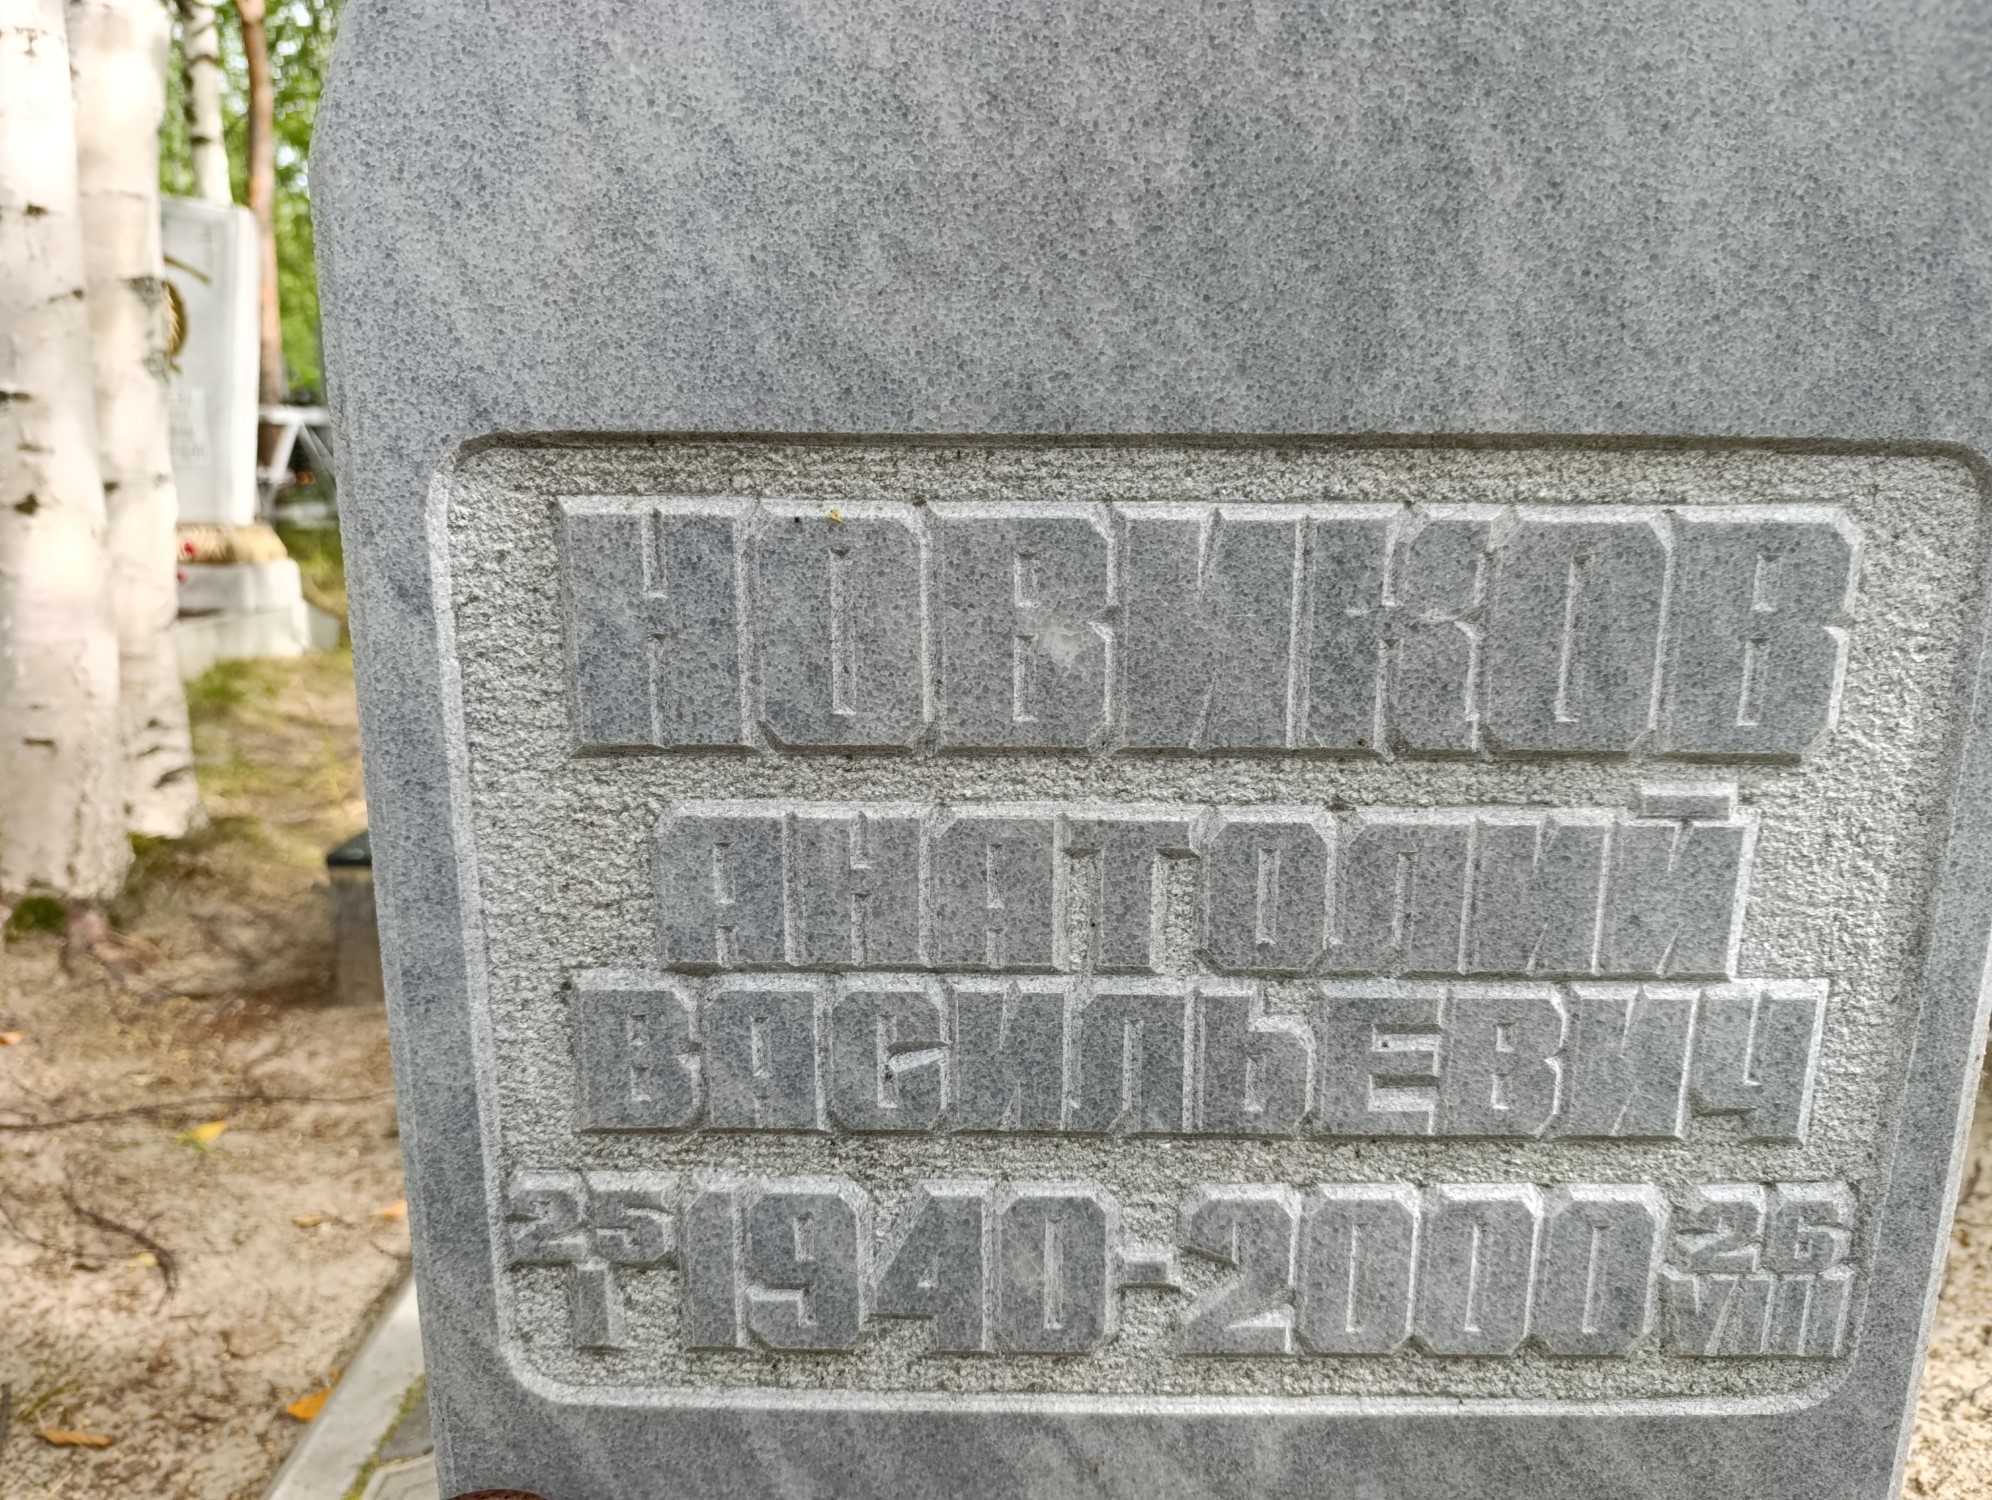 НОВИКОВ
АНАТОЛИЙ
ВАСИЛЬЕВИЧ
25 I 1940-2000 26 VIII